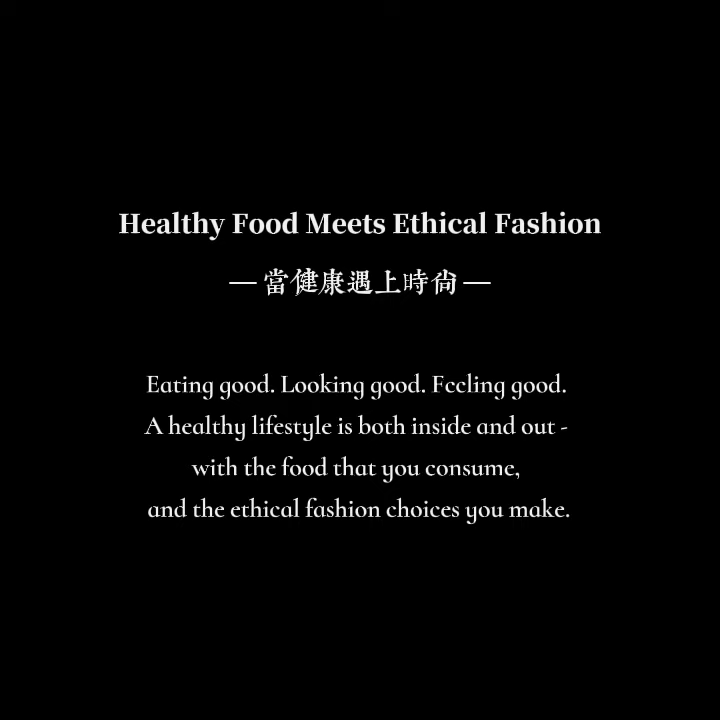 Healthy Food Meets Ethical Fashion
— 當健康遇上時尚 —
Eating good. Looking good. Feeling good.
A healthy lifestyle is both inside and out -
with the food that you consume,
and the ethical fashion choices you make.